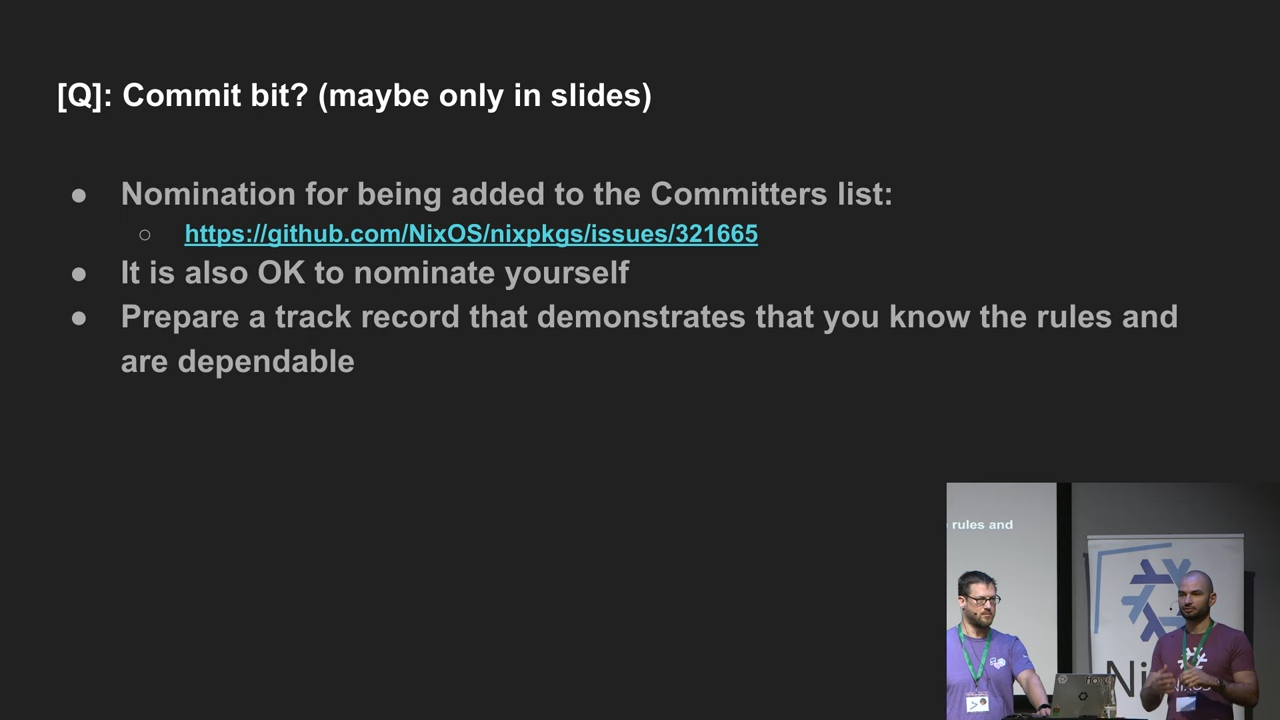 [Q]: Commit bit? (maybe only in slides)
● Nomination for being added to the Committers list:
○ https://github.com/NixOS/nixpkgs/issues/321665
● It is also OK to nominate yourself
● Prepare a track record that demonstrates that you know the rules and
are dependable
rules and
Ni